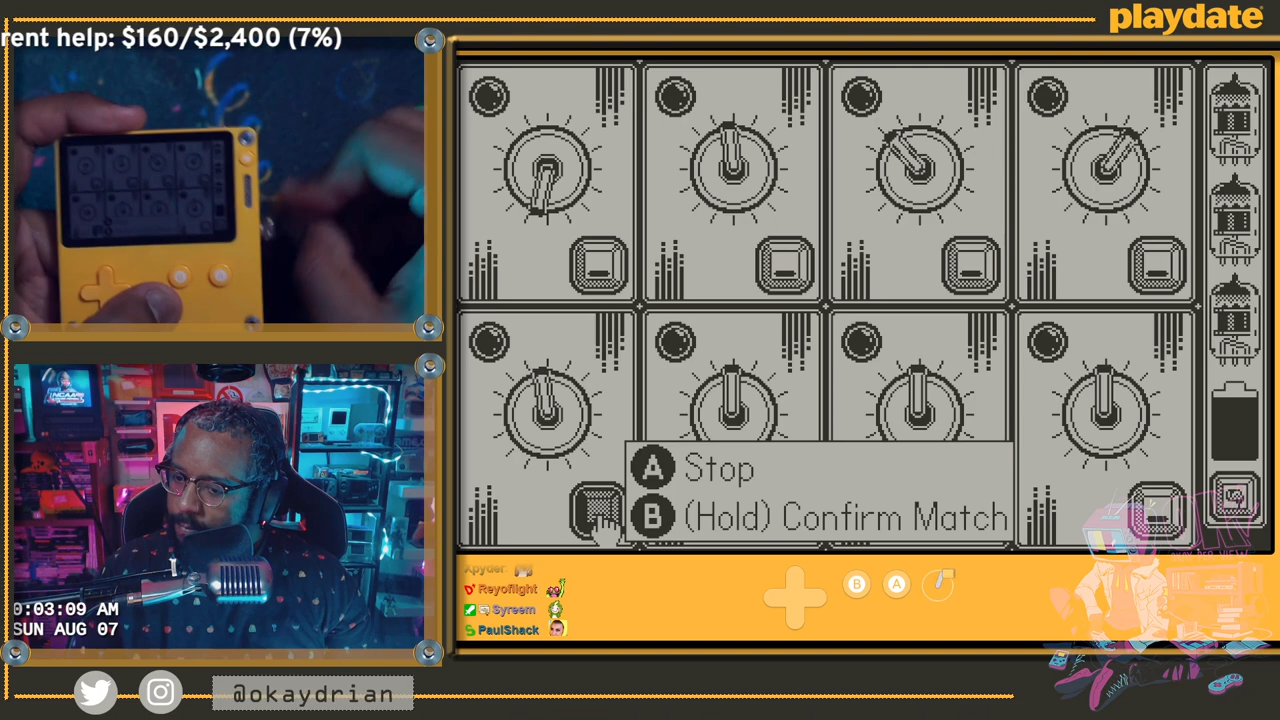 playdate
rent help: $160/$2,400 (7%)
A Stop
B (Hold) Confirm Match
Xpyder:
Reyoflight
Syreem
PaulShack
B A
0:03:09 AM
SUN AUG 07
@okaydrian